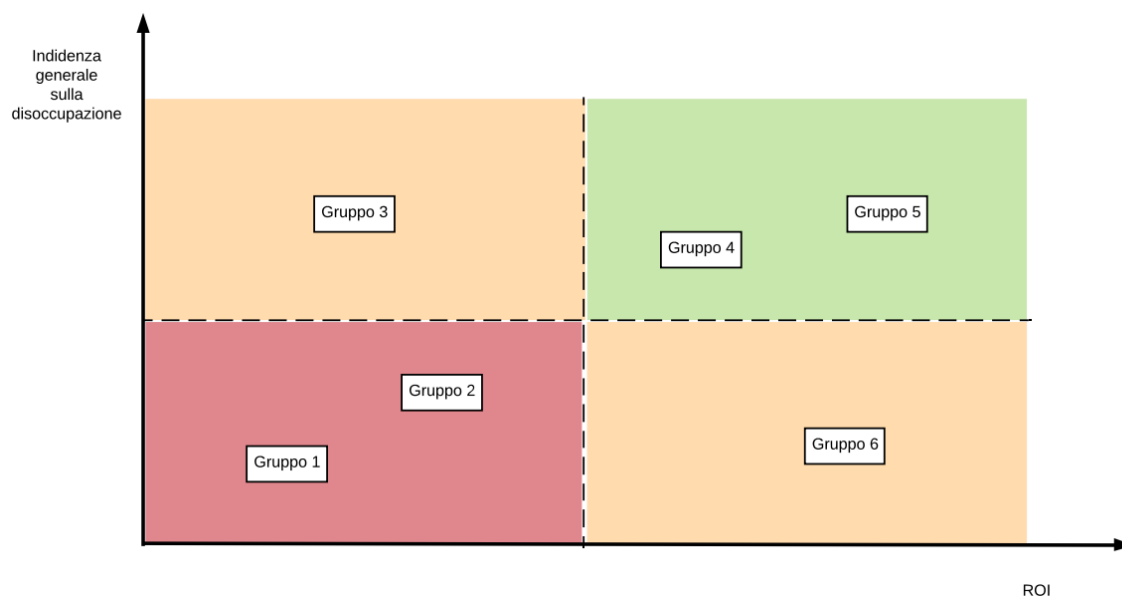 Indidenza
generale
sulla
disoccupazione
Gruppo 3
Gruppo 5
Gruppo 4
Gruppo 2
Gruppo 6
Gruppo 1
ROI